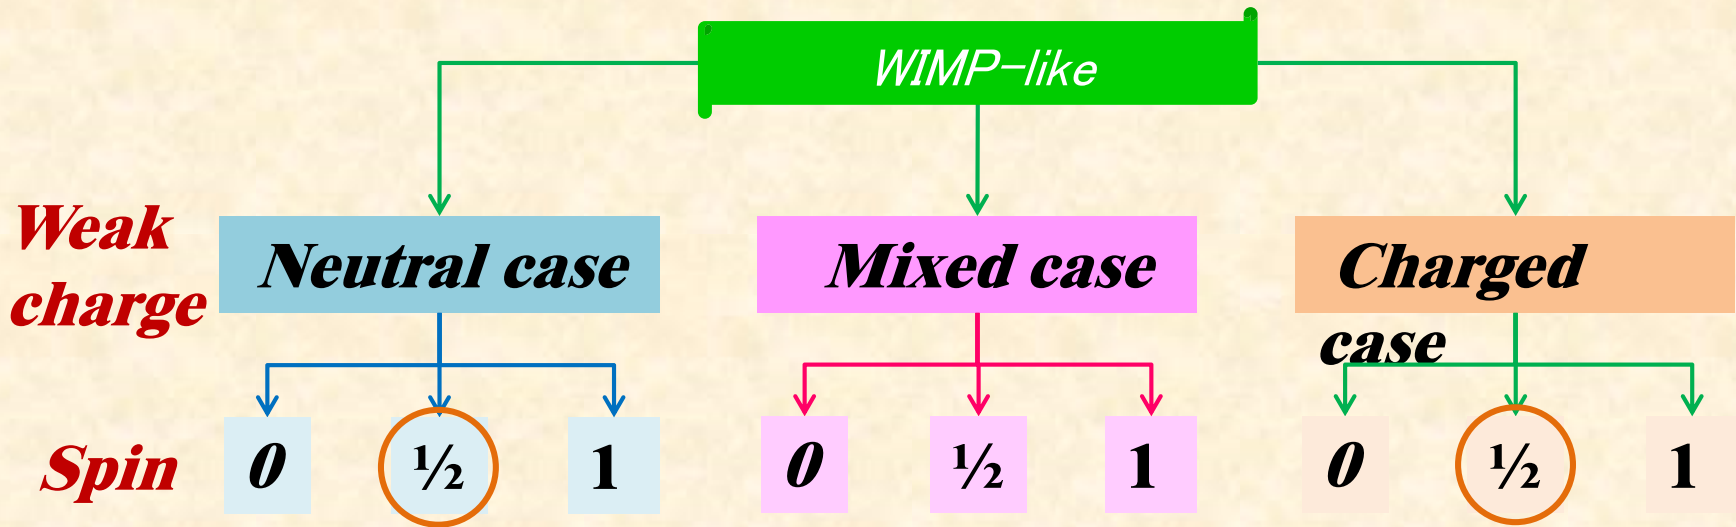 WIMP-like
Weak
charge
Neutral case
Mixed case
Charged
case
Spin
0 ½ 1 0 ½ 1 0 ½ 1